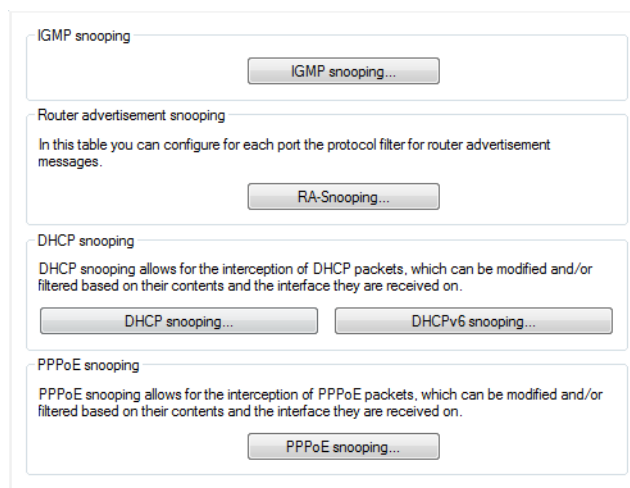 IGMP snooping
IGMP snooping...
Router advertisement snooping
In this table you can configure for each port the protocol filter for router advertisement
messages.
RA-Snooping...
DHCP snooping
DHCP snooping allows for the interception of DHCP packets, which can be modified and/or
filtered based on their contents and the interface they are received on.
DHCP snooping... DHCPv6 snooping...
PPPoE snooping
PPPoE snooping allows for the interception of PPPoE packets, which can be modified and/or
filtered based on their contents and the interface they are received on.
PPPoE snooping...